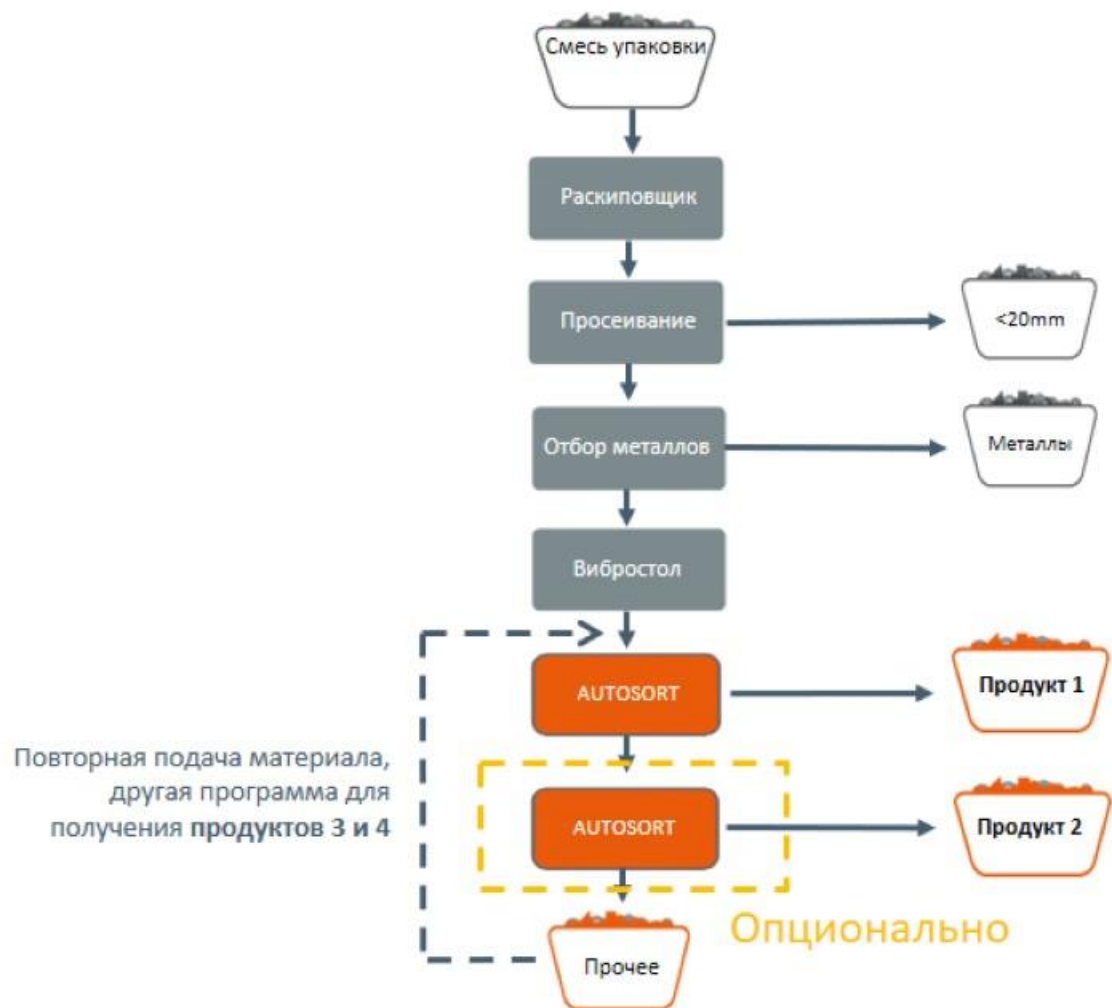 Смесь упаковки
Раскиповщик
Просеивание
<20mm
Отбор металлов
Металлы
Вибростол
AUTOSORT
Продукт 1
Повторная подача материала,
другая программа для
получения продуктов 3 и 4
AUTOSORT
Продукт 2
Опционально
Прочее